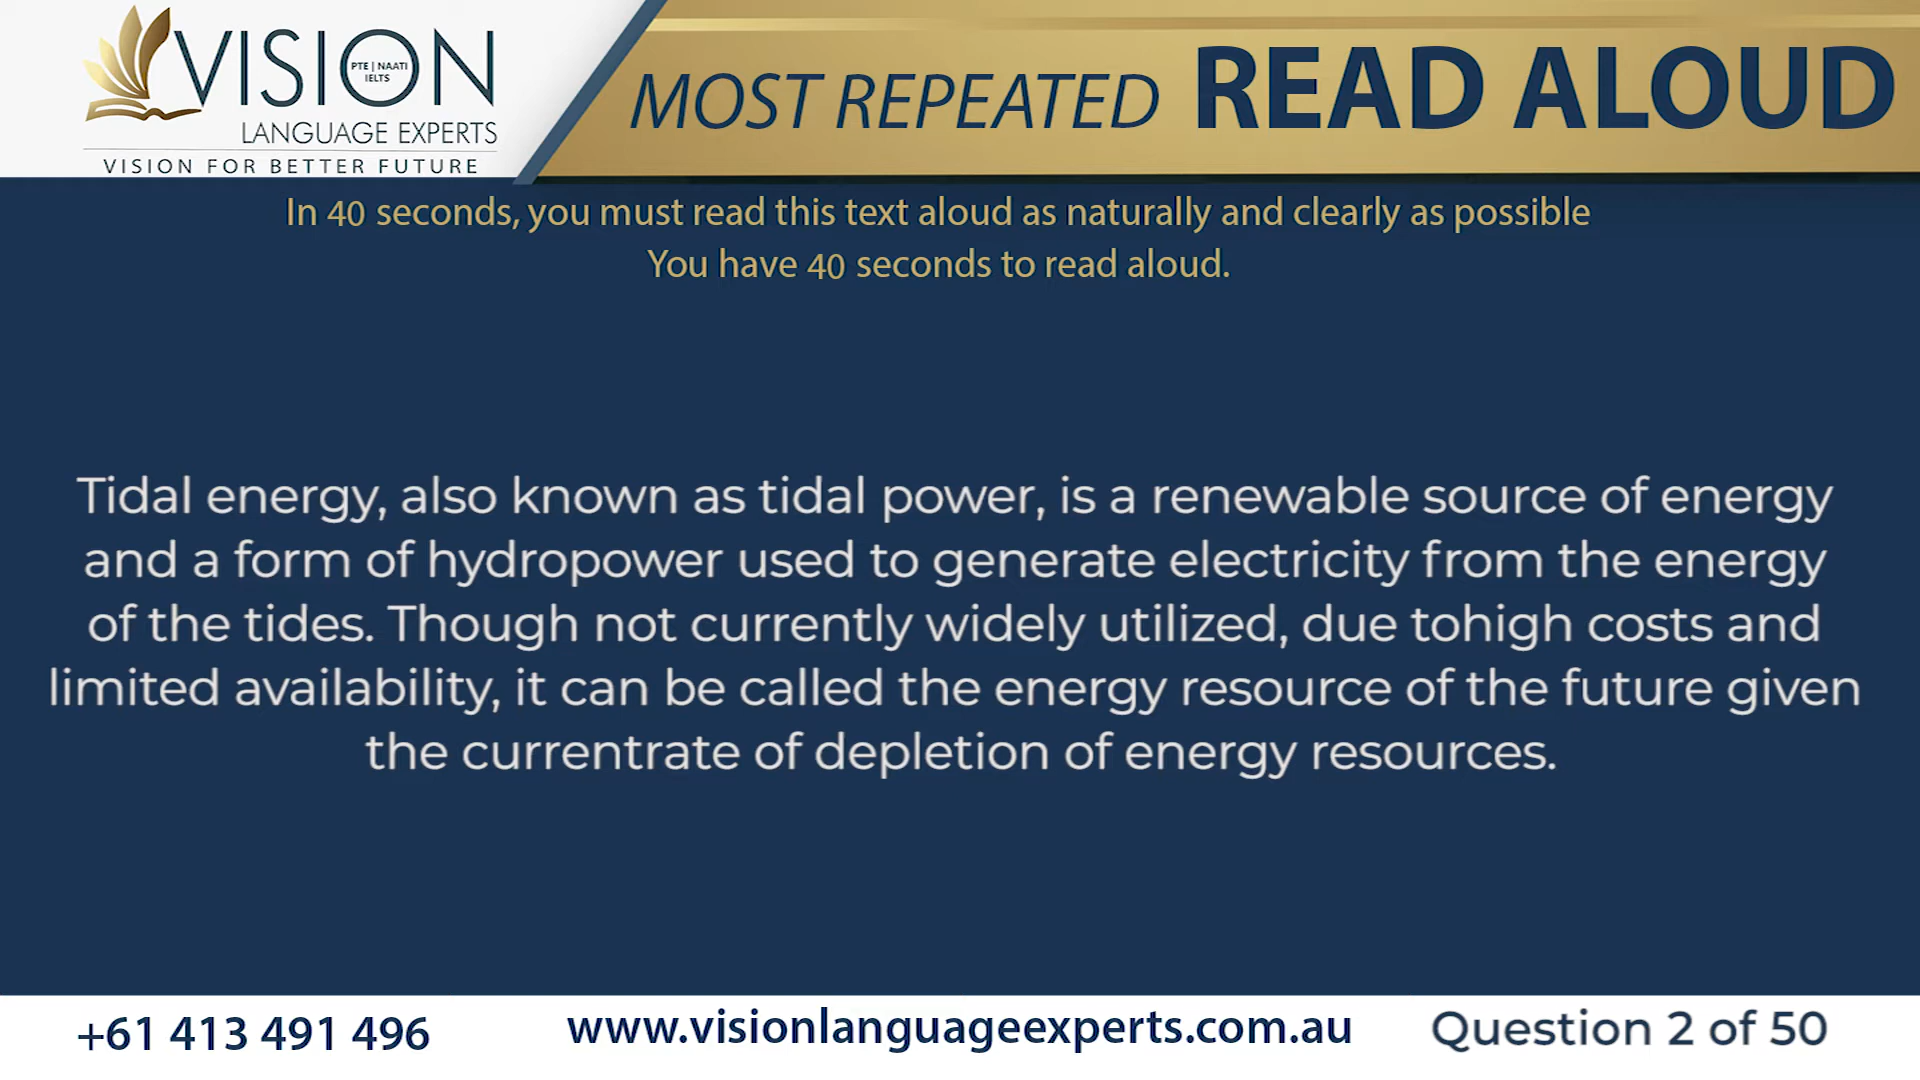 VISION
PTE | NAATI
IELTS
LANGUAGE EXPERTS
VISION FOR BETTER FUTURE
MOST REPEATED READ ALOUD
In 40 seconds, you must read this text aloud as naturally and clearly as possible
You have 40 seconds to read aloud.
Tidal energy, also known as tidal power, is a renewable source of energy
and a form of hydropower used to generate electricity from the energy
of the tides. Though not currently widely utilized, due tohigh costs and
limited availability, it can be called the energy resource of the future given
the currentrate of depletion of energy resources.
+61 413 491 496
www.visionlanguageexperts.com.au
Question 2 of 50